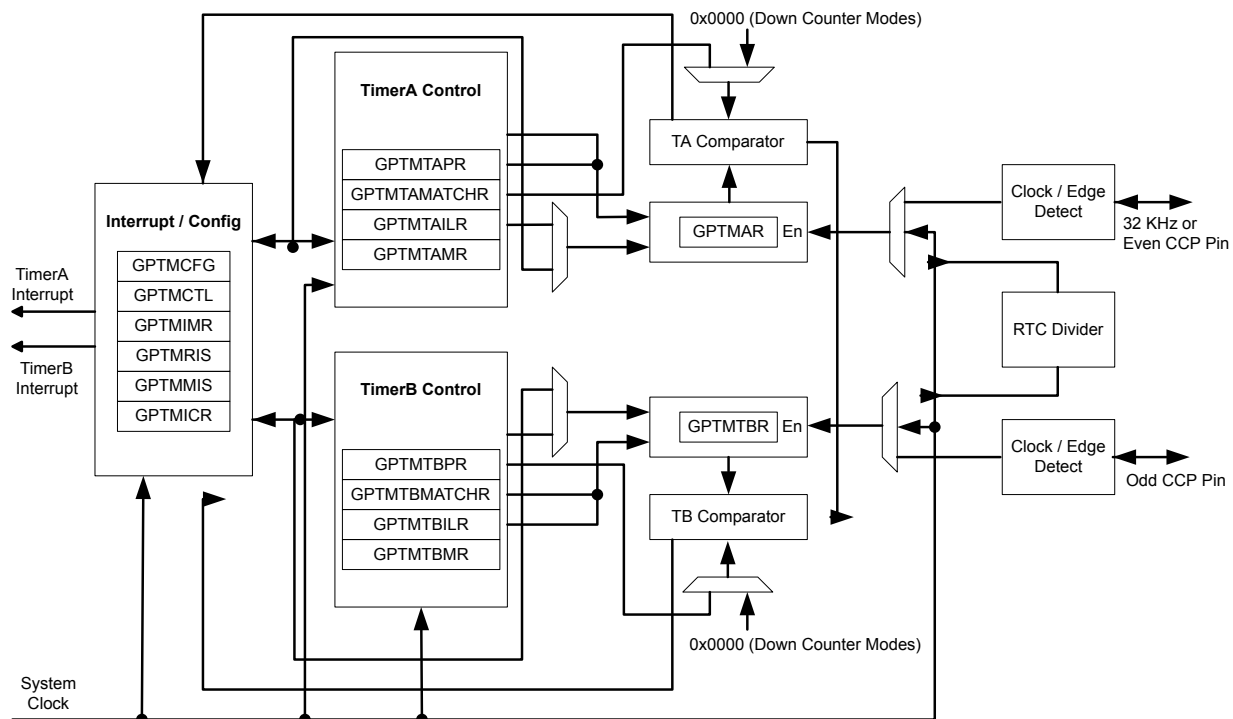 0x0000 (Down Counter Modes)
TimerA Control
GPTMTAPR
GPTMTAMATCHR
GPTMTAILR
GPTMTAMR
TA Comparator
GPTMAR
En
Clock / Edge
Detect
32 KHz or
Even CCP Pin
Interrupt / Config
GPTMCFG
GPTMCTL
GPTMIMR
GPTMRIS
GPTMMIS
GPTMICR
TimerA
Interrupt
TimerB
Interrupt
RTC Divider
TimerB Control
GPTMTBPR
GPTMTBMATCHR
GPTMTBILR
GPTMTBMR
GPTMTBR
En
TB Comparator
Clock / Edge
Detect
Odd CCP Pin
0x0000 (Down Counter Modes)
System
Clock